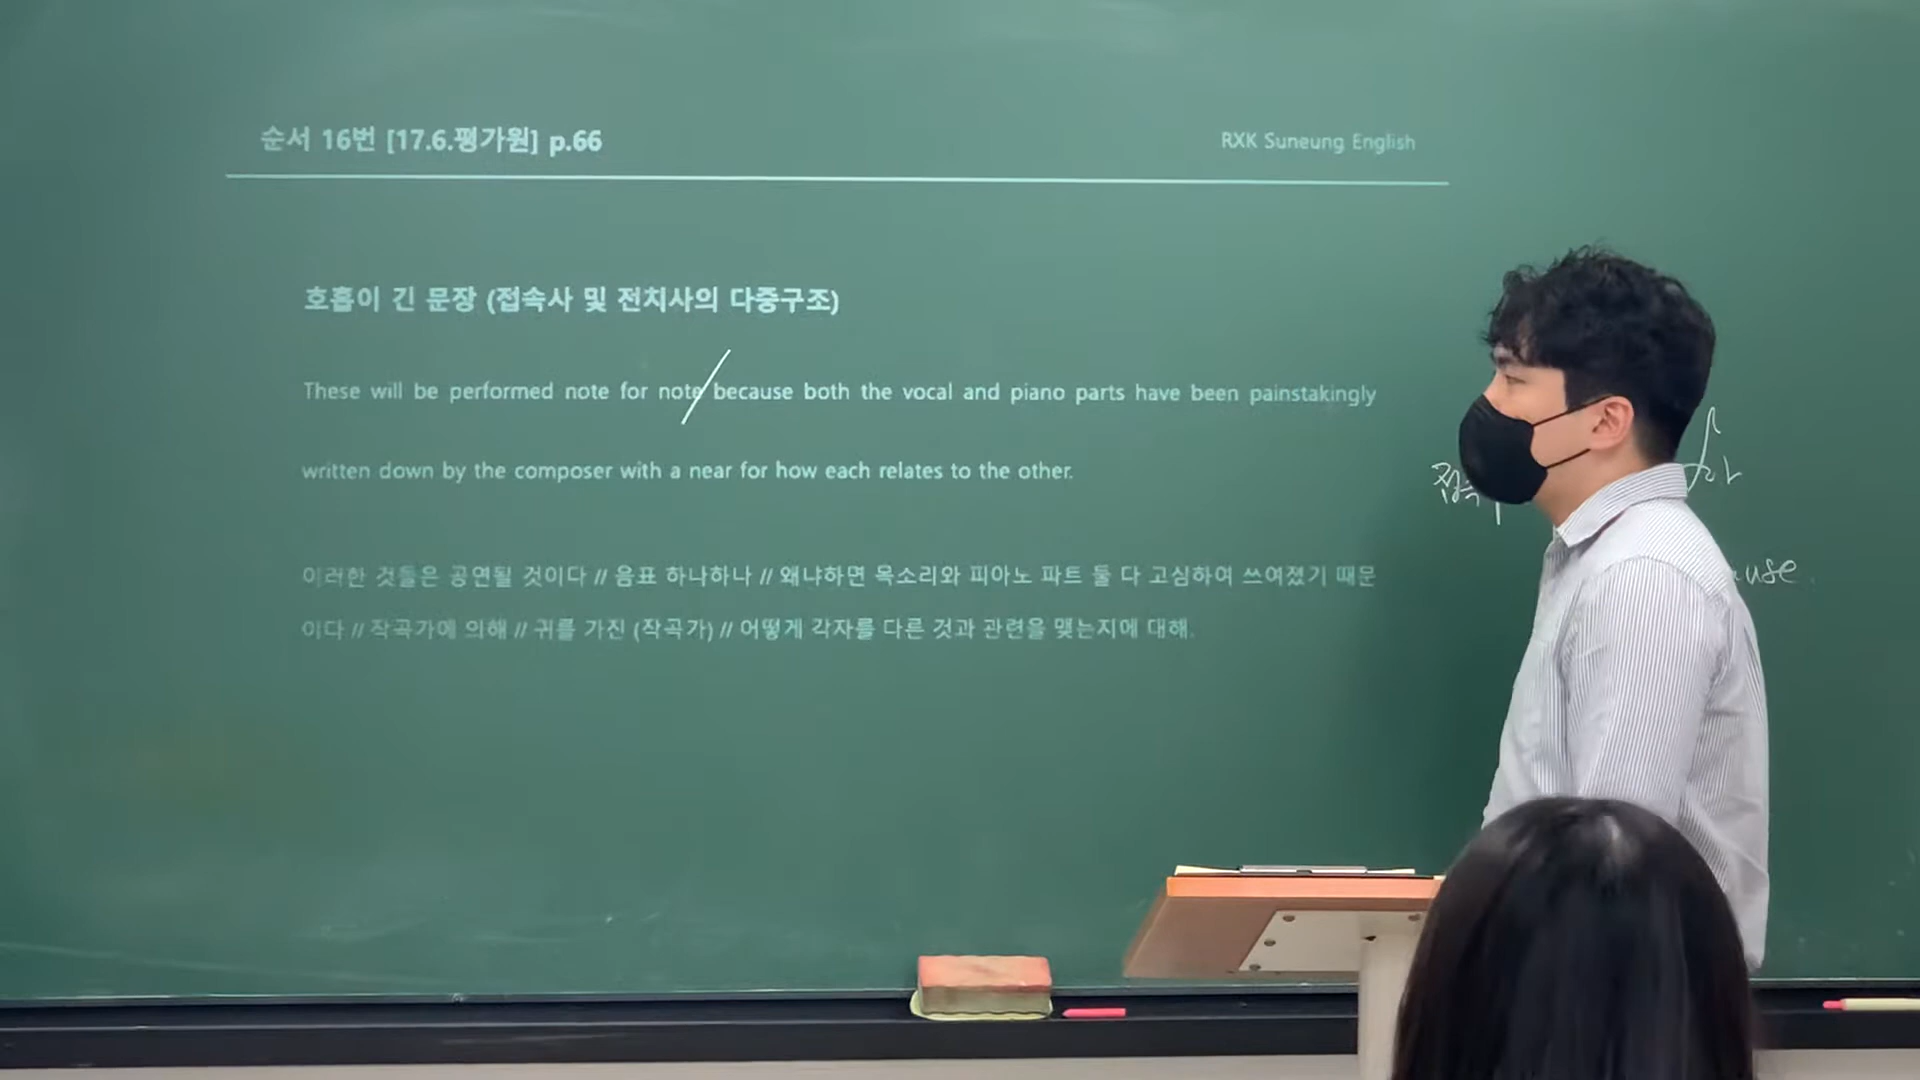 순서 16번 [17.6.평가원] p.66
RXK Suneung English
호흡이 긴 문장 (접속사 및 전치사의 다중구조)
These will be performed note for note because both the vocal and piano parts have been painstakingly
written down by the composer with a near for how each relates to the other.
이러한 것들은 공연될 것이다 // 음표 하나하나 // 왜냐하면 목소리와 피아노 파트 둘 다 고심하여 쓰여졌기 때문
이다 // 작곡가에 의해 // 귀를 가진 (작곡가) // 어떻게 각자를 다른 것과 관련을 맺는지에 대해.
접속
for